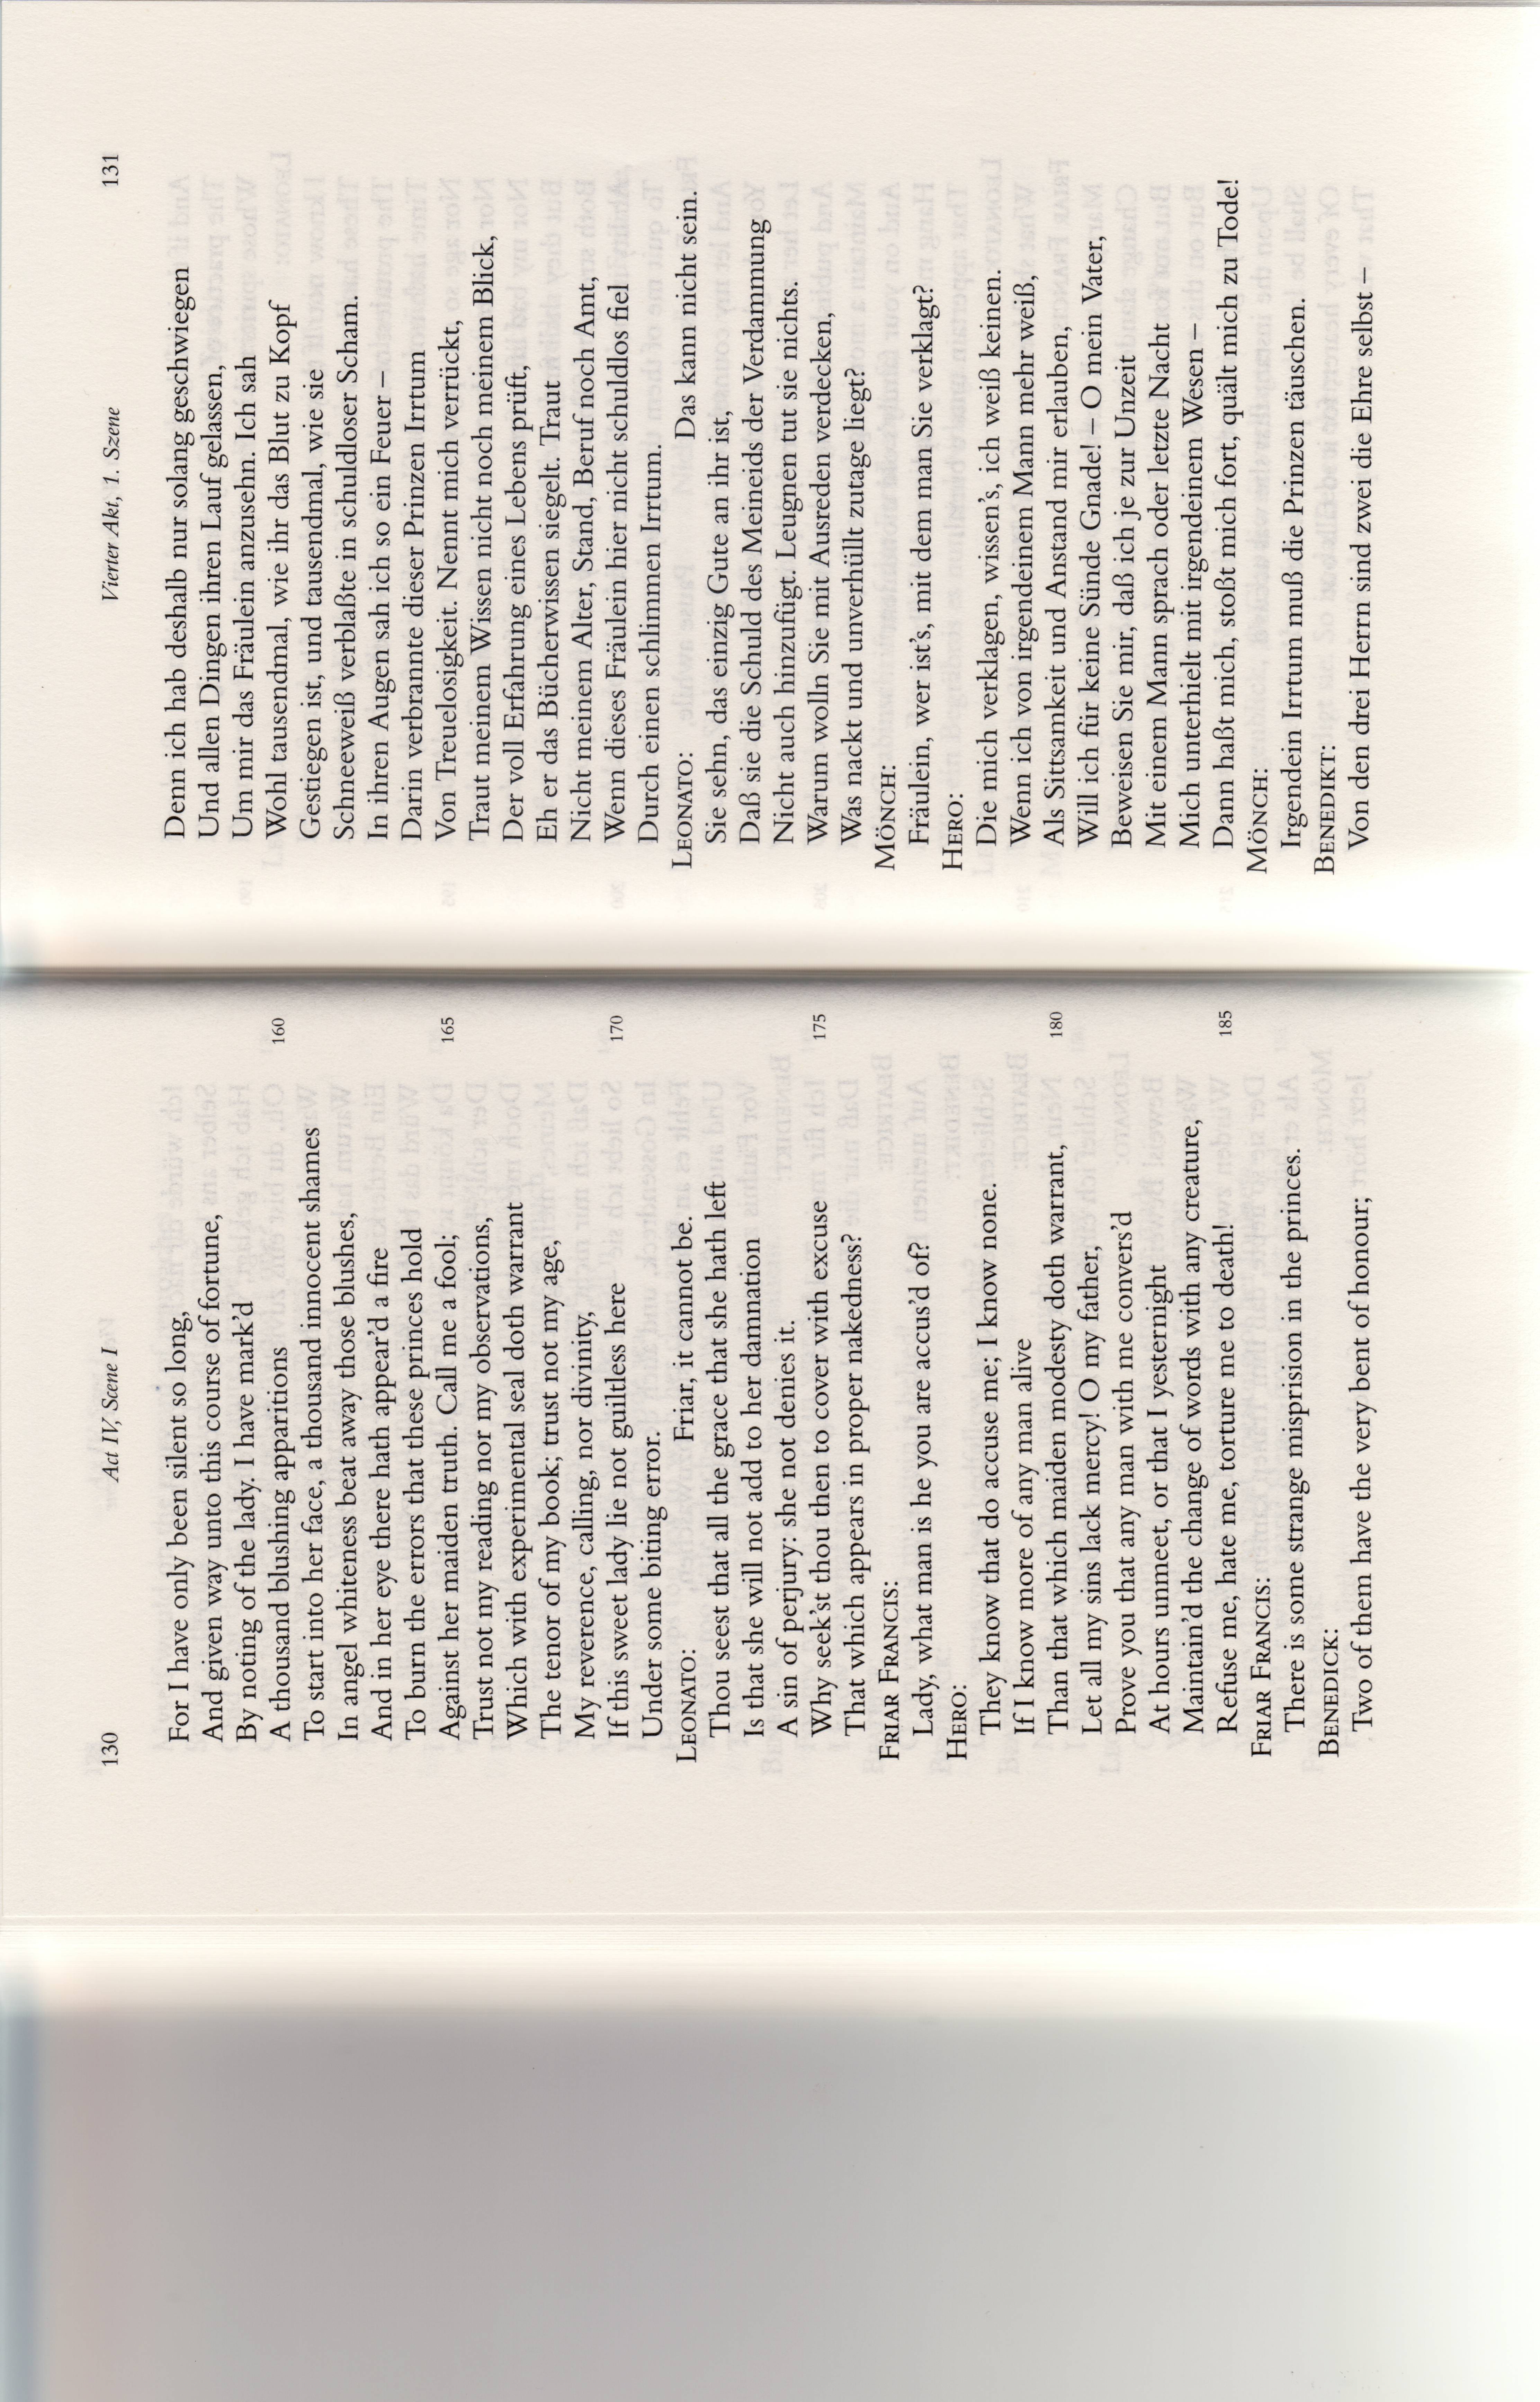 130
Act IV, Scene I
For I have only been silent so long,
And given way unto this course of fortune,
By noting of the lady. I have mark'd
A thousand blushing apparitions
160
To start into her face, a thousand innocent shames
In angel whiteness beat away those blushes,
And in her eye there hath appear'd a fire
To burn the errors that these princes hold
Against her maiden truth. Call me a fool;
165
Trust not my reading nor my observations,
Which with experimental seal doth warrant
The tenor of my book; trust not my age,
My reverence, calling, nor divinity,
If this sweet lady lie not guiltless here
170
Under some biting error.
LEONATO:
Friar, it cannot be.
Thou seest that all the grace that she hath left
Is that she will not add to her damnation
A sin of perjury: she not denies it.
Why seek'st thou then to cover with excuse
175
That which appears in proper nakedness?
FRIAR FRANCIS:
Lady, what man is he you are accus'd of?
HERO:
They know that do accuse me; I know none.
If I know more of any man alive
Than that which maiden modesty doth warrant,
180
Let all my sins lack mercy! O my father,
Prove you that any man with me convers'd
At hours unmeet, or that I yesternight
Maintain'd the change of words with any creature,
Refuse me, hate me, torture me to death!
185
FRIAR FRANCIS:
There is some strange misprision in the princes.
BENEDICK:
Two of them have the very bent of honour;
Vierter Akt, 1. Szene
131
Denn ich hab deshalb nur solang geschwiegen
Und allen Dingen ihren Lauf gelassen,
Um mir das Fräulein anzusehn. Ich sah
Wohl tausendmal, wie ihr das Blut zu Kopf
Gestiegen ist, und tausendmal, wie sie
Schneeweiß verblaßte in schuldloser Scham.
In ihren Augen sah ich so ein Feuer –
Darin verbrannte dieser Prinzen Irrtum
Von Treuelosigkeit. Nennt mich verrückt,
Traut meinem Wissen nicht noch meinem Blick,
Der voll Erfahrung eines Lebens prüft,
Eh er das Bücherwissen siegelt. Traut
Nicht meinem Alter, Stand, Beruf noch Amt,
Wenn dieses Fräulein hier nicht schuldlos fiel
Durch einen schlimmen Irrtum.
LEONATO:
Das kann nicht sein.
Sie sehn, das einzig Gute an ihr ist,
Daß sie die Schuld des Meineids der Verdammung
Nicht auch hinzufügt. Leugnen tut sie nichts.
Warum wolln Sie mit Ausreden verdecken,
Was nackt und unverhüllt zutage liegt?
MÖNCH:
Fräulein, wer ist's, mit dem man Sie verklagt?
HERO:
Die mich verklagen, wissen's, ich weiß keinen.
Wenn ich von irgendeinem Mann mehr weiß,
Als Sittsamkeit und Anstand mir erlauben,
Will ich für keine Sünde Gnade! – O mein Vater,
Beweisen Sie mir, daß ich je zur Unzeit
Mit einem Mann sprach oder letzte Nacht
Mich unterhielt mit irgendeinem Wesen –
Dann haßt mich, stoßt mich fort, quält mich zu Tode!
MÖNCH:
Irgendein Irrtum muß die Prinzen täuschen.
BENEDIKT:
Von den drei Herrn sind zwei die Ehre selbst –